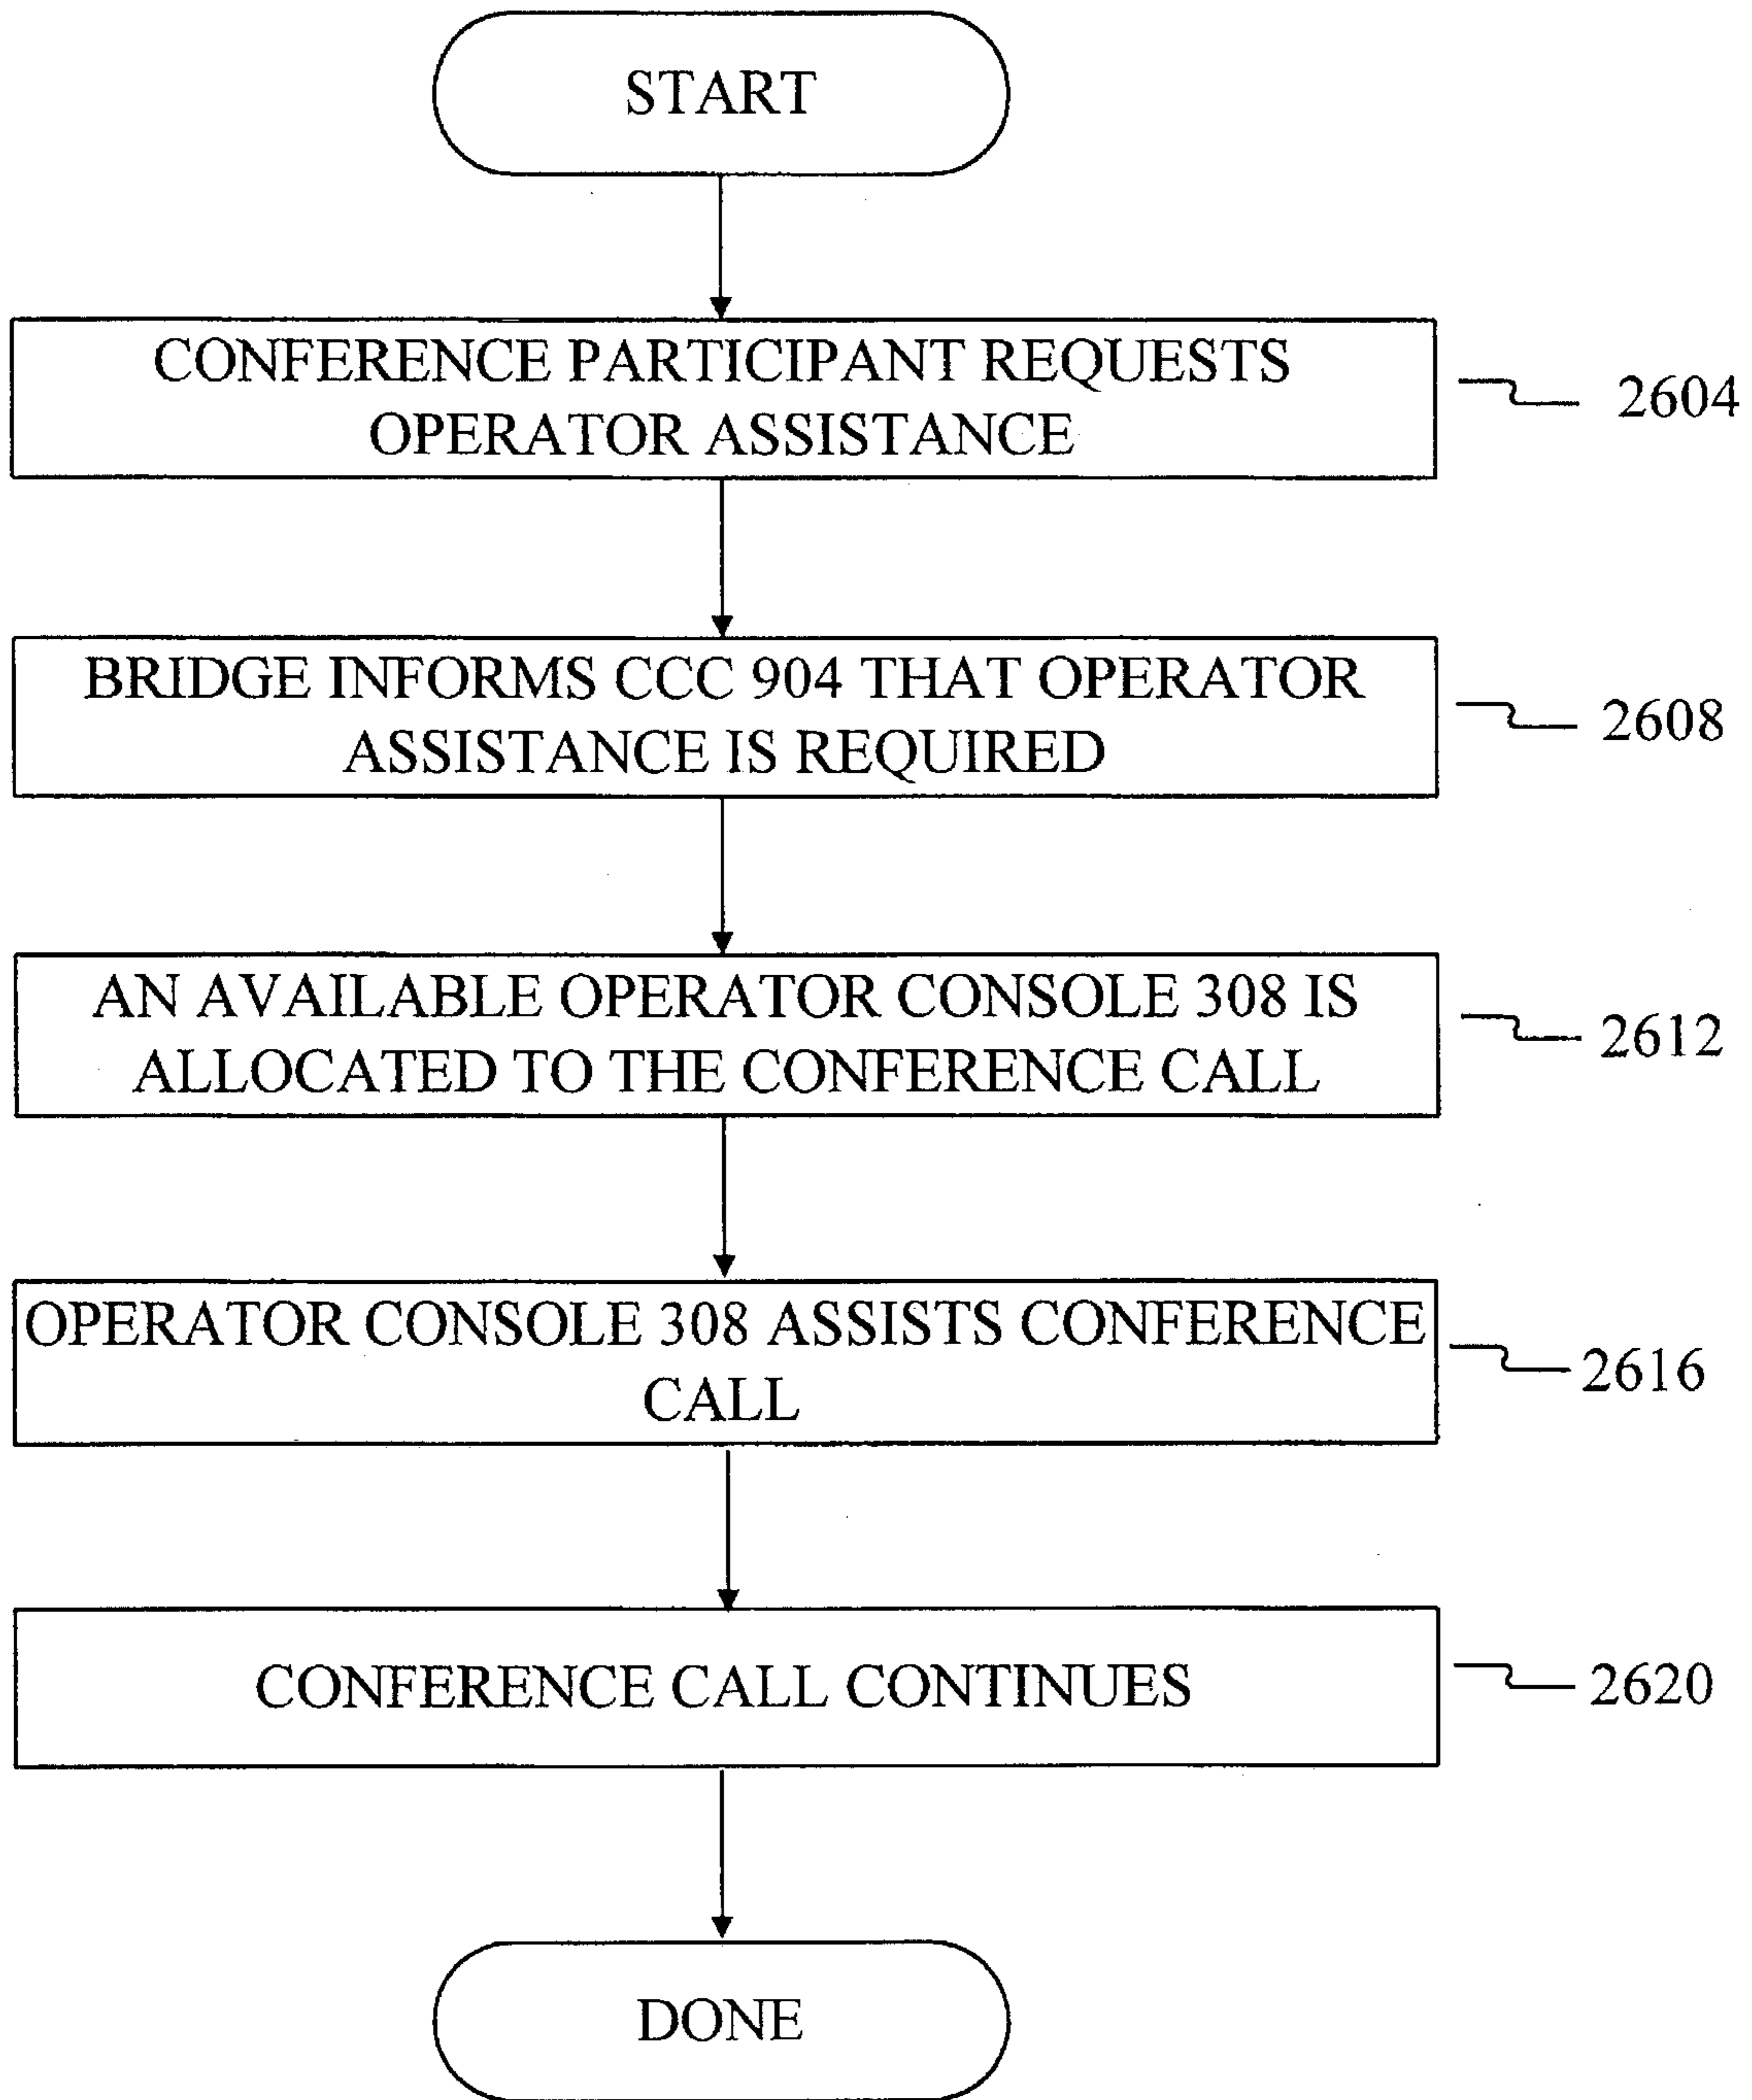 START
CONFERENCE PARTICIPANT REQUESTS
OPERATOR ASSISTANCE
2604
BRIDGE INFORMS CCC 904 THAT OPERATOR
ASSISTANCE IS REQUIRED
2608
AN AVAILABLE OPERATOR CONSOLE 308 IS
ALLOCATED TO THE CONFERENCE CALL
2612
OPERATOR CONSOLE 308 ASSISTS CONFERENCE
CALL
2616
CONFERENCE CALL CONTINUES
2620
DONE